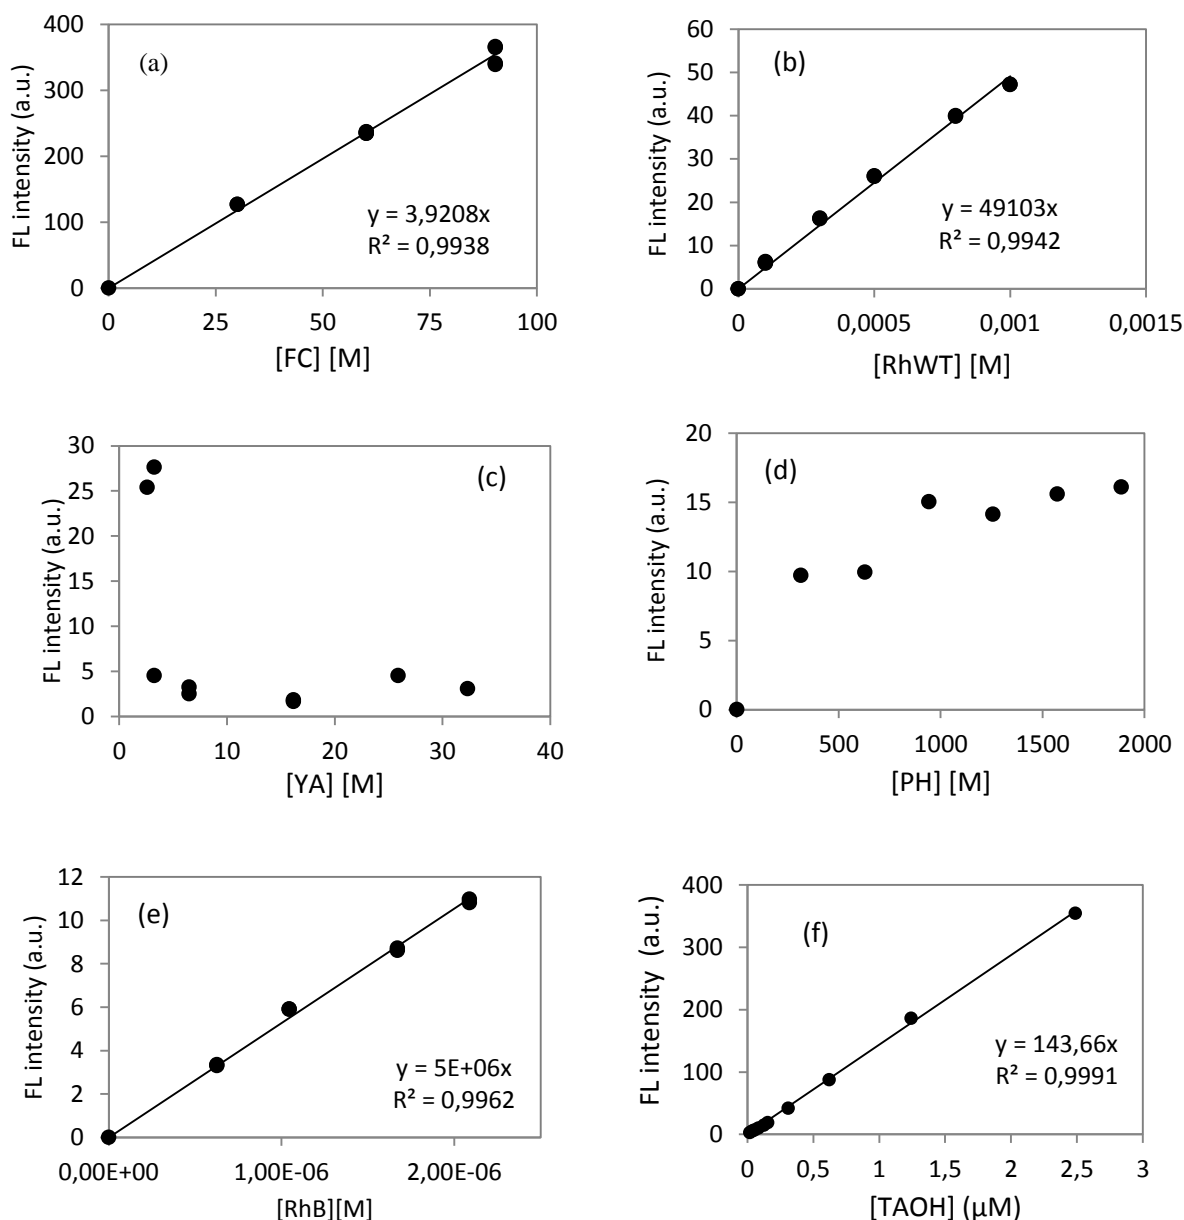 (a)
FL intensity (a.u.)
400
300
200
100
0
y = 3,9208x
R² = 0,9938
0 25 50 75 100
[FC] [M]
(b)
FL intensity (a.u.)
60
50
40
30
20
10
0
y = 49103x
R² = 0,9942
0 0,0005 0,001 0,0015
[RhWT] [M]
(c)
FL intensity (a.u.)
30
25
20
15
10
5
0
0 10 20 30 40
[YA] [M]
(d)
FL intensity (a.u.)
20
15
10
5
0
0 500 1000 1500 2000
[PH] [M]
(e)
FL intensity (a.u.)
12
10
8
6
4
2
0
y = 5E+06x
R² = 0,9962
0,00E+00 1,00E-06 2,00E-06
[RhB][M]
(f)
FL intensity (a.u.)
400
300
200
100
0
y = 143,66x
R² = 0,9991
0 0,5 1 1,5 2 2,5 3
[TAOH] (µM)